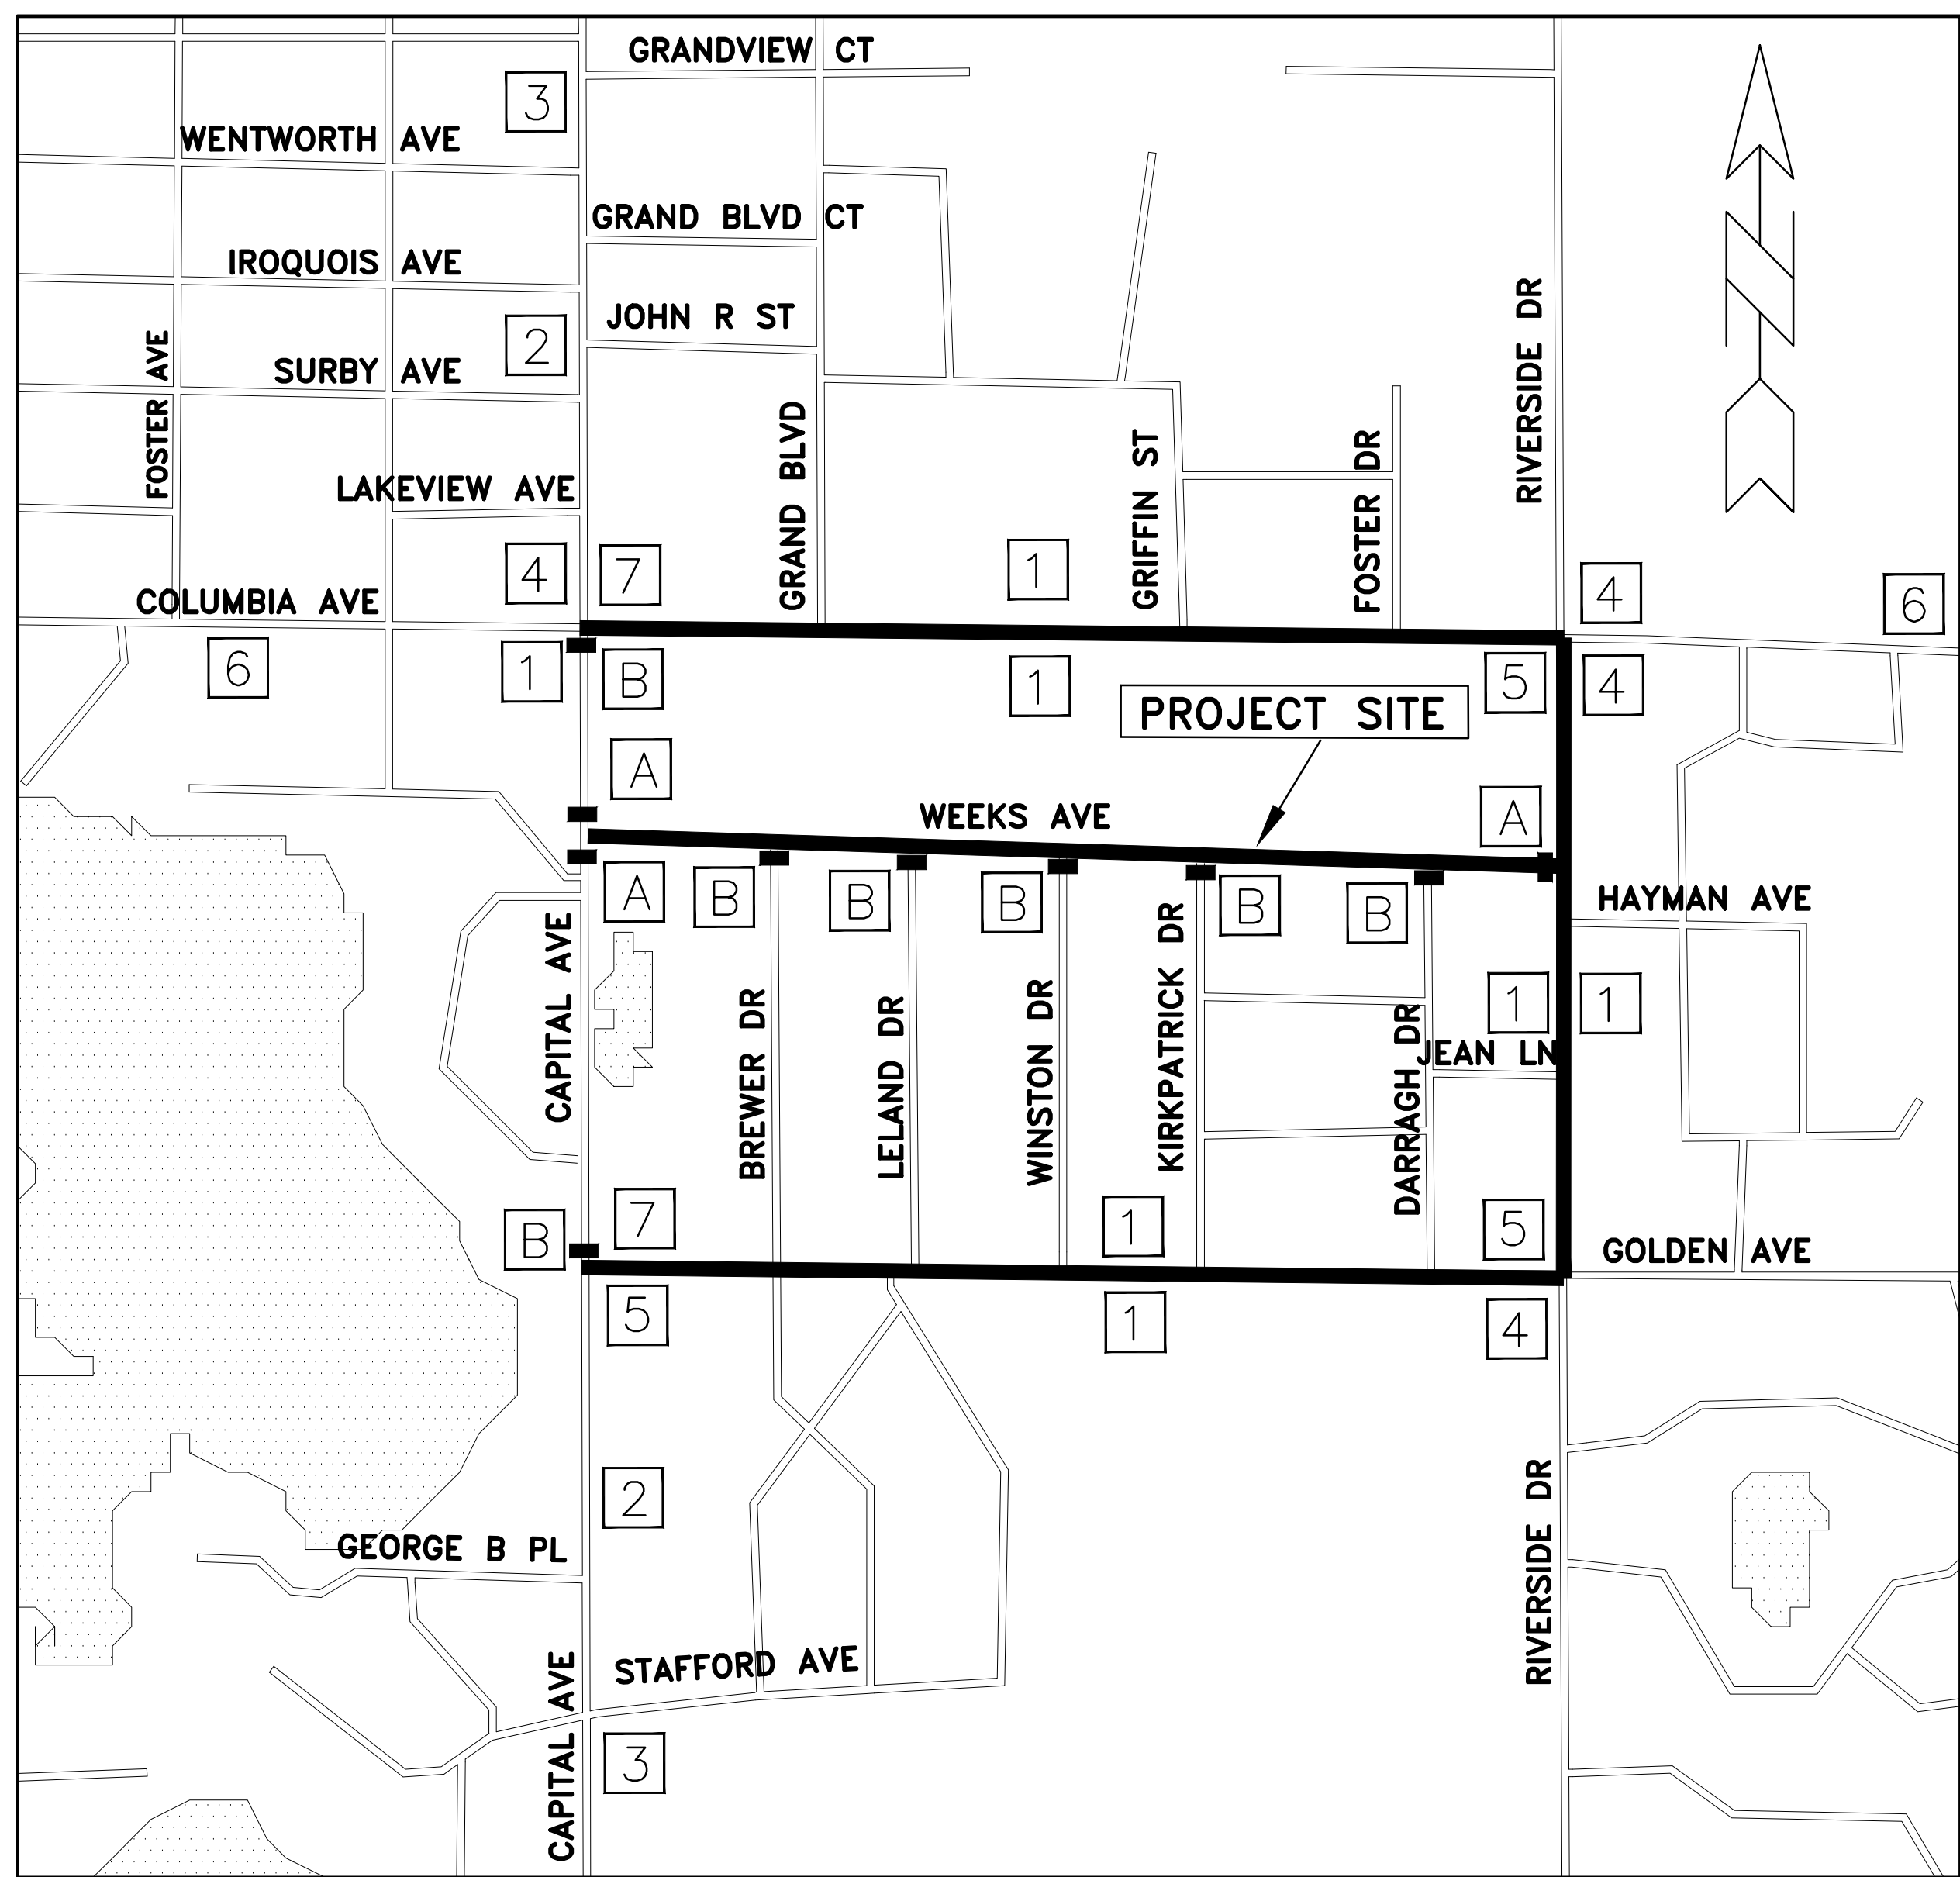 GRANDVIEW CT
3
WENTWORTH AVE
GRAND BLVD CT
IROQUOIS AVE
JOHN R ST
2
SURBY AVE
FOSTER AVE
RIVERSIDE DR
LAKEVIEW AVE
GRAND BLVD
GRIFFIN ST
FOSTER DR
4
7
1
4
6
COLUMBIA AVE
6
1
B
1
5
4
PROJECT SITE
A
WEEKS AVE
A
A
B
B
B
B
B
HAYMAN AVE
CAPITAL AVE
BREWER DR
LELAND DR
WINSTON DR
KIRKPATRICK DR
DARRAGH DR
1
1
JEAN LN
B
7
1
5
GOLDEN AVE
5
1
4
2
GEORGE B PL
RIVERSIDE DR
STAFFORD AVE
CAPITAL AVE
3